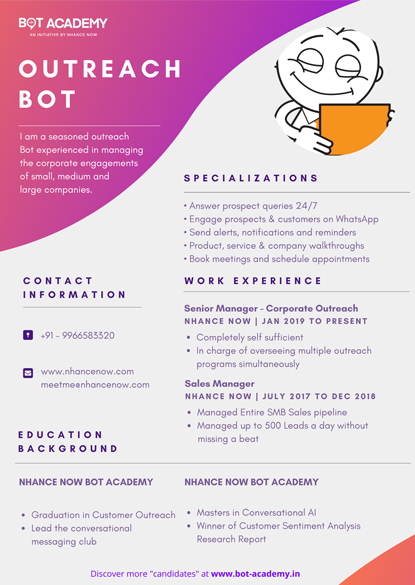 BOT ACADEMY
AN INITIATIVE BY NHANCE NOW
OUTREACH
BOT
I am a seasoned outreach
Bot experienced in managing
the corporate engagements
of small, medium and
large companies.
SPECIALIZATIONS
• Answer prospect queries 24/7
• Engage prospects & customers on WhatsApp
• Send alerts, notifications and reminders
• Product, service & company walkthroughs
• Book meetings and schedule appointments
CONTACT
INFORMATION
+91 - 9966583320
www.nhancenow.com
meetme@nhancenow.com
WORK EXPERIENCE
Senior Manager - Corporate Outreach
NHANCE NOW | JAN 2019 TO PRESENT
• Completely self sufficient
• In charge of overseeing multiple outreach
programs simultaneously
Sales Manager
NHANCE NOW | JULY 2017 TO DEC 2018
• Managed Entire SMB Sales pipeline
• Managed up to 500 Leads a day without
missing a beat
EDUCATION
BACKGROUND
NHANCE NOW BOT ACADEMY
• Graduation in Customer Outreach
• Lead the conversational
messaging club
NHANCE NOW BOT ACADEMY
• Masters in Conversational AI
• Winner of Customer Sentiment Analysis
Research Report
Discover more "candidates" at www.bot-academy.in